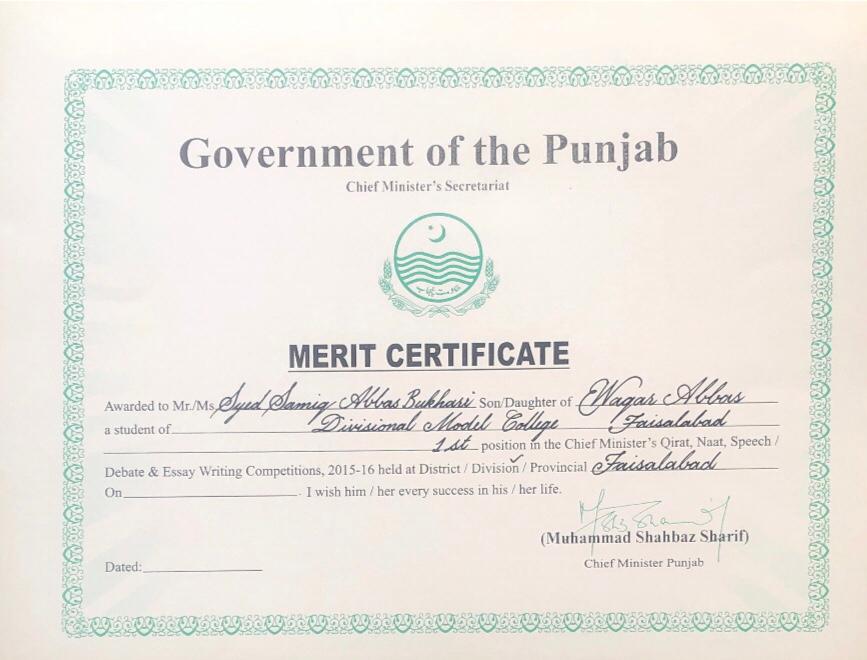 Government of the Punjab
Chief Minister's Secretariat
حکومت پنجاب
MERIT CERTIFICATE
Awarded to Mr./Ms. Syed Samiq Abbas Bukhari Son/Daughter of Waqar Abbas
a student of Divisional Model College Faisalabad
1st position in the Chief Minister's Qirat, Naat, Speech /
Debate & Essay Writing Competitions, 2015-16 held at District / Division / Provincial Faisalabad
On . I wish him / her every success in his / her life.
(Muhammad Shahbaz Sharif)
Chief Minister Punjab
Dated: